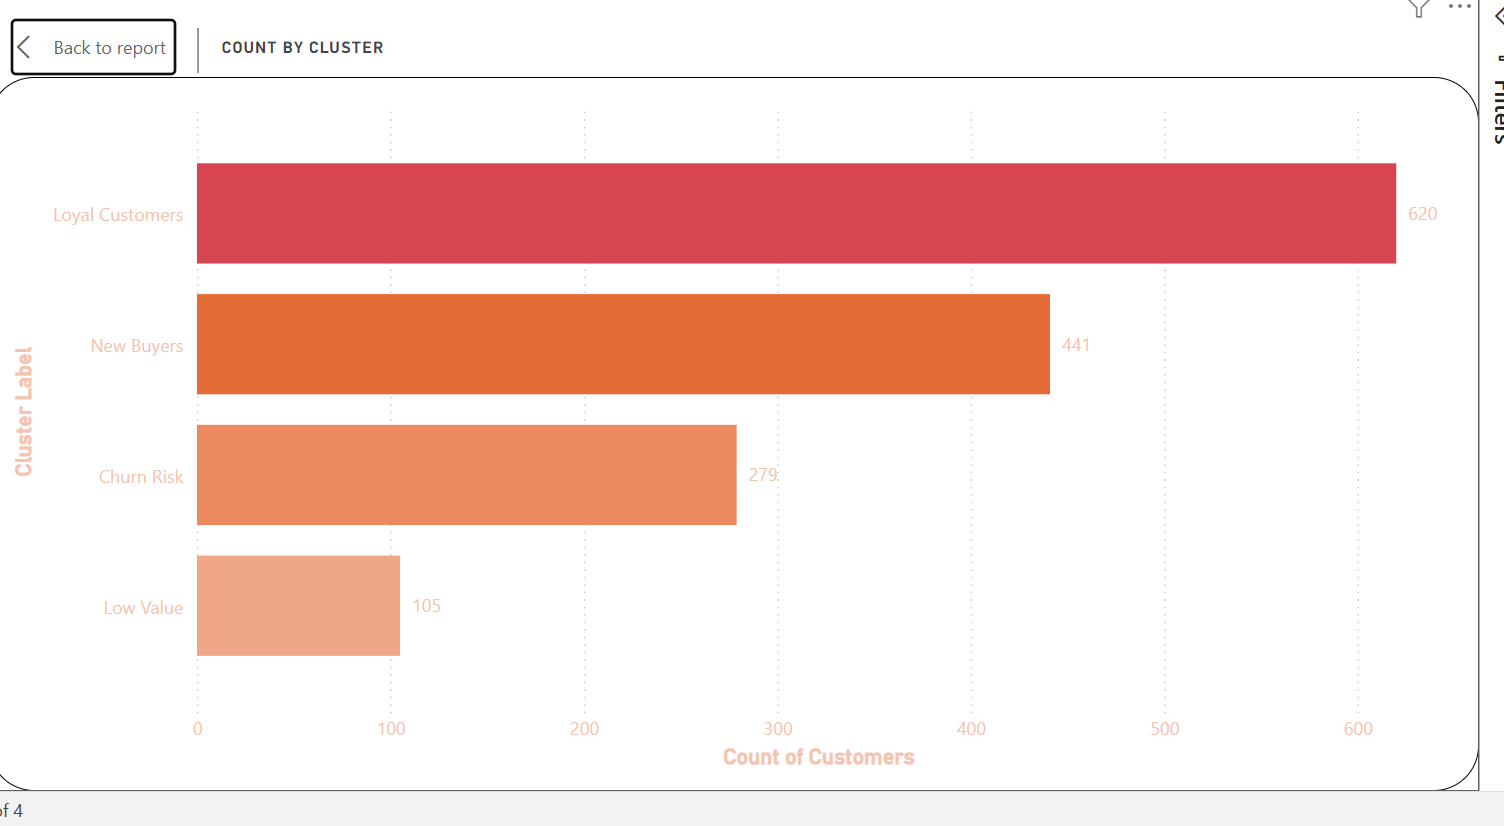 Back to report
COUNT BY CLUSTER
Filters
Cluster Label
Loyal Customers
620
New Buyers
441
Churn Risk
279
Low Value
105
0 100 200 300 400 500 600
Count of Customers
of 4